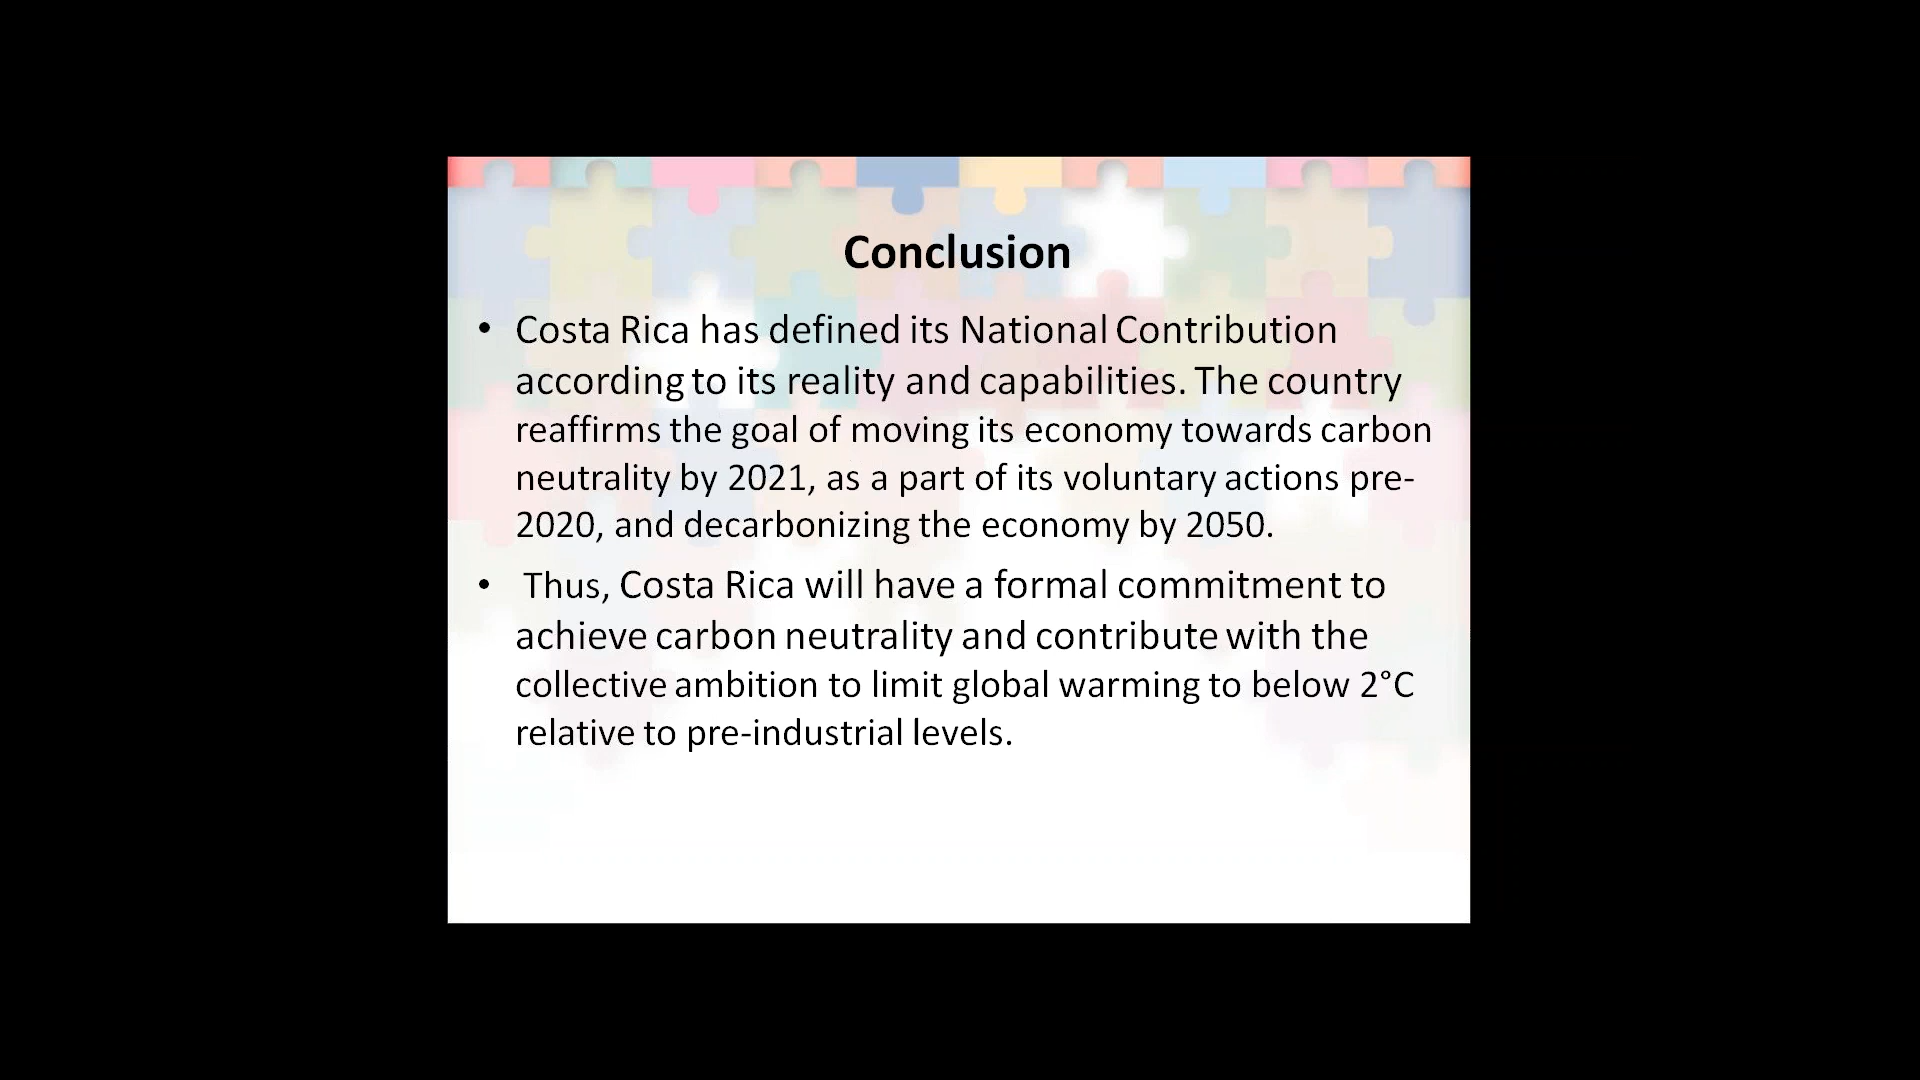 Conclusion
• Costa Rica has defined its National Contribution
according to its reality and capabilities. The country
reaffirms the goal of moving its economy towards carbon
neutrality by 2021, as a part of its voluntary actions pre-
2020, and decarbonizing the economy by 2050.
• Thus, Costa Rica will have a formal commitment to
achieve carbon neutrality and contribute with the
collective ambition to limit global warming to below 2°C
relative to pre-industrial levels.